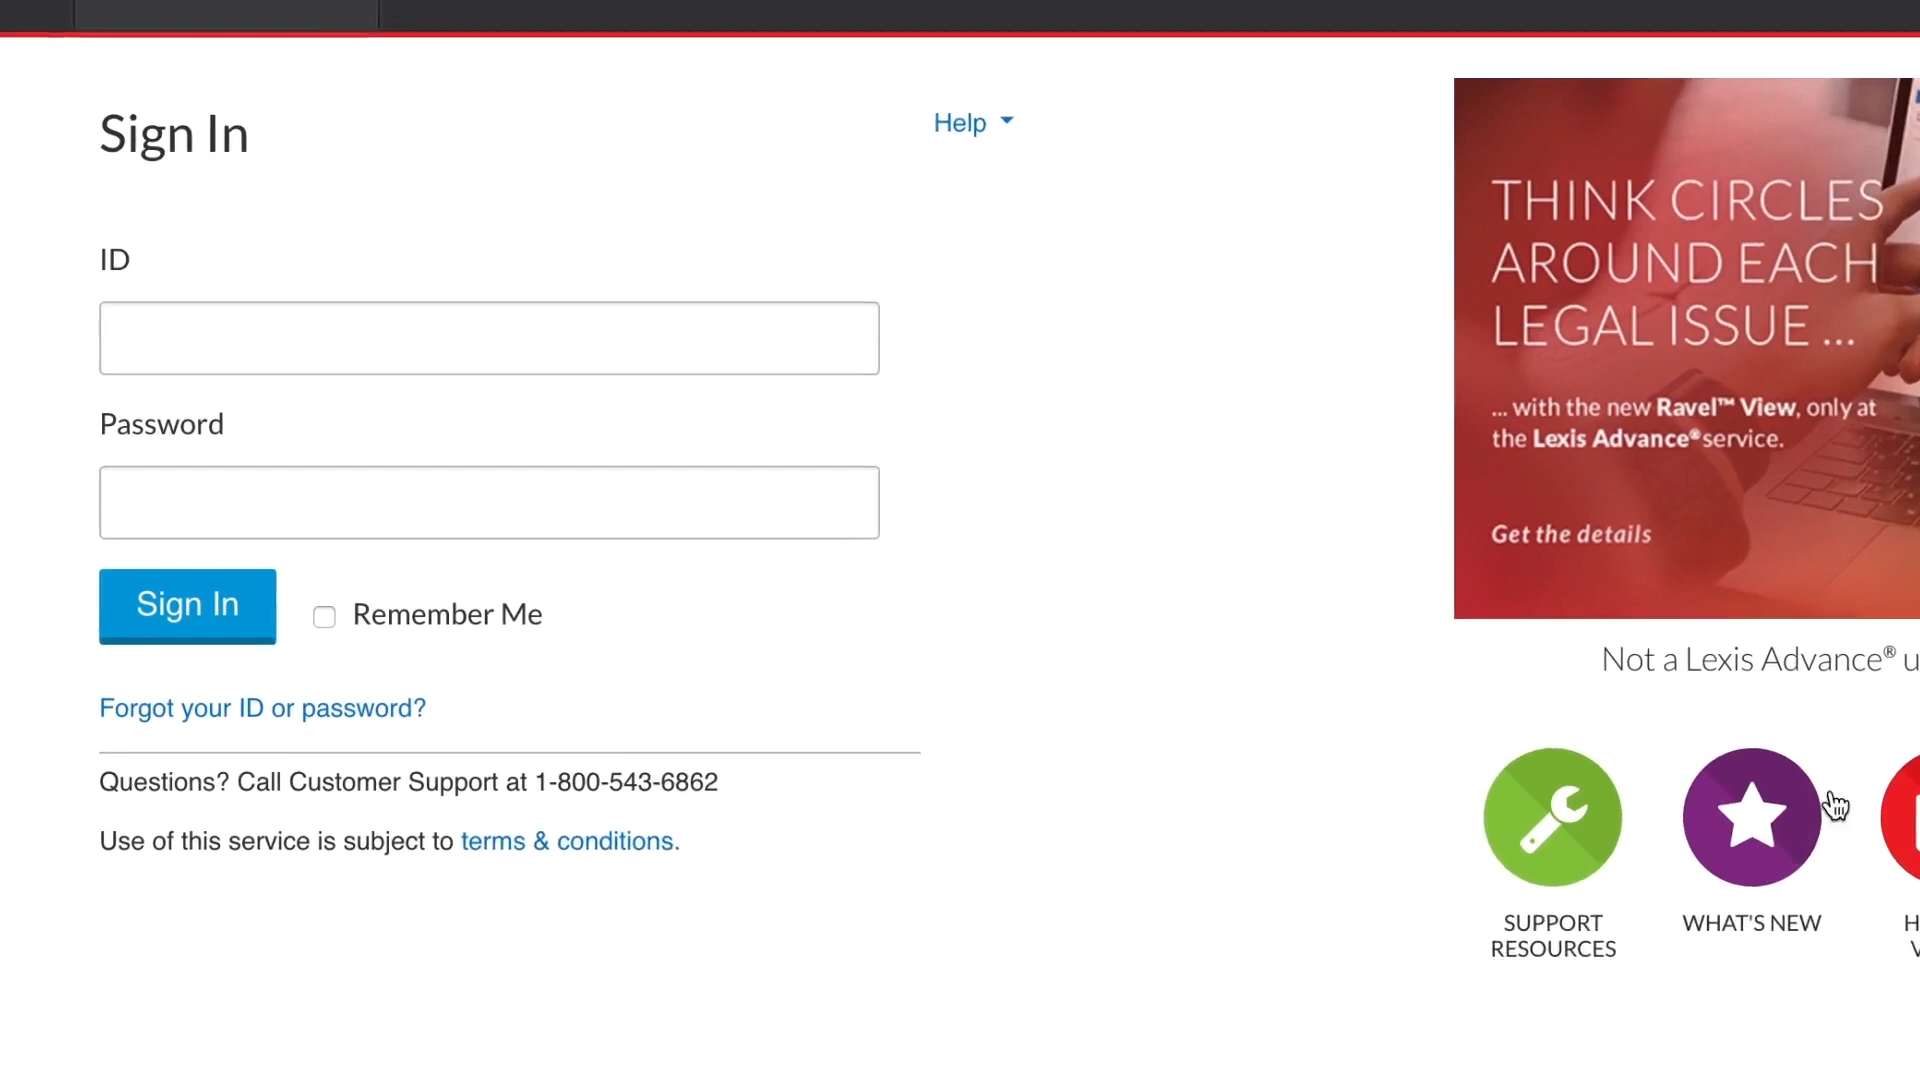 Sign In
Help
ID
Password
Sign In
Remember Me
Forgot your ID or password?
Questions? Call Customer Support at 1-800-543-6862
Use of this service is subject to terms & conditions.
THINK CIRCLES
AROUND EACH
LEGAL ISSUE ...
... with the new Ravel™ View, only at
the Lexis Advance® service.
Get the details
Not a Lexis Advance®
SUPPORT
RESOURCES
WHAT'S NEW